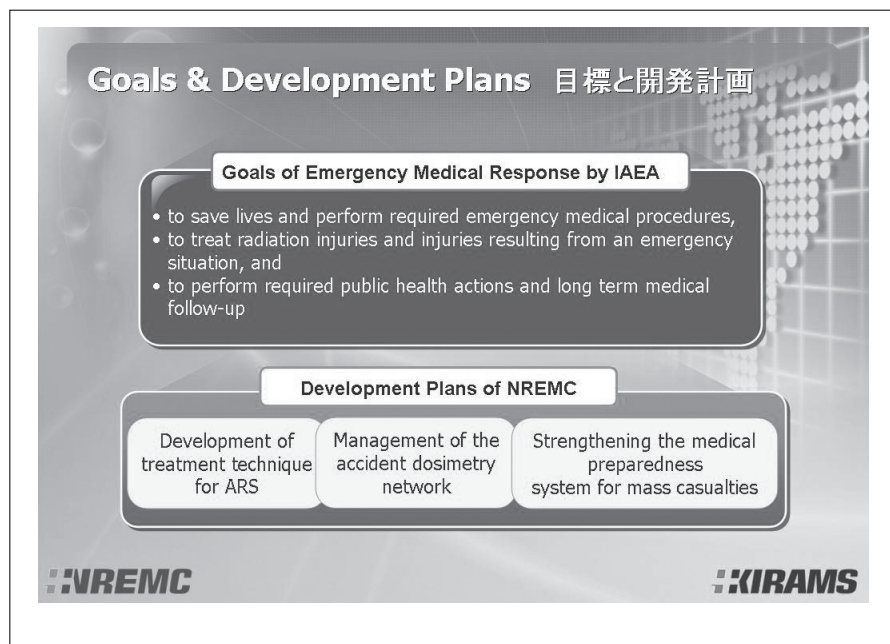 Goals & Development Plans 目標と開発計画
Goals of Emergency Medical Response by IAEA
• to save lives and perform required emergency medical procedures,
• to treat radiation injuries and injuries resulting from an emergency
situation, and
• to perform required public health actions and long term medical
follow-up
Development Plans of NREMC
Development of
treatment technique
for ARS
Management of the
accident dosimetry
network
Strengthening the medical
preparedness
system for mass casualties
NREMC
KIRAMS